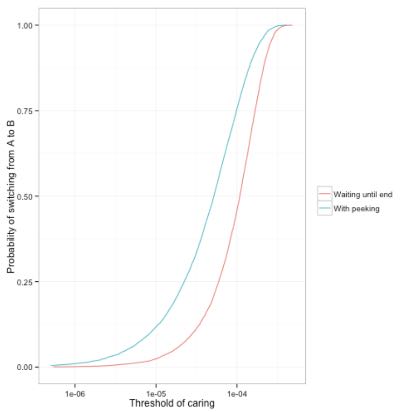 1.00
0.75
0.50
0.25
0.00
Probability of switching from A to B
1e-06 1e-05 1e-04
Threshold of caring
Waiting until end
With peeking